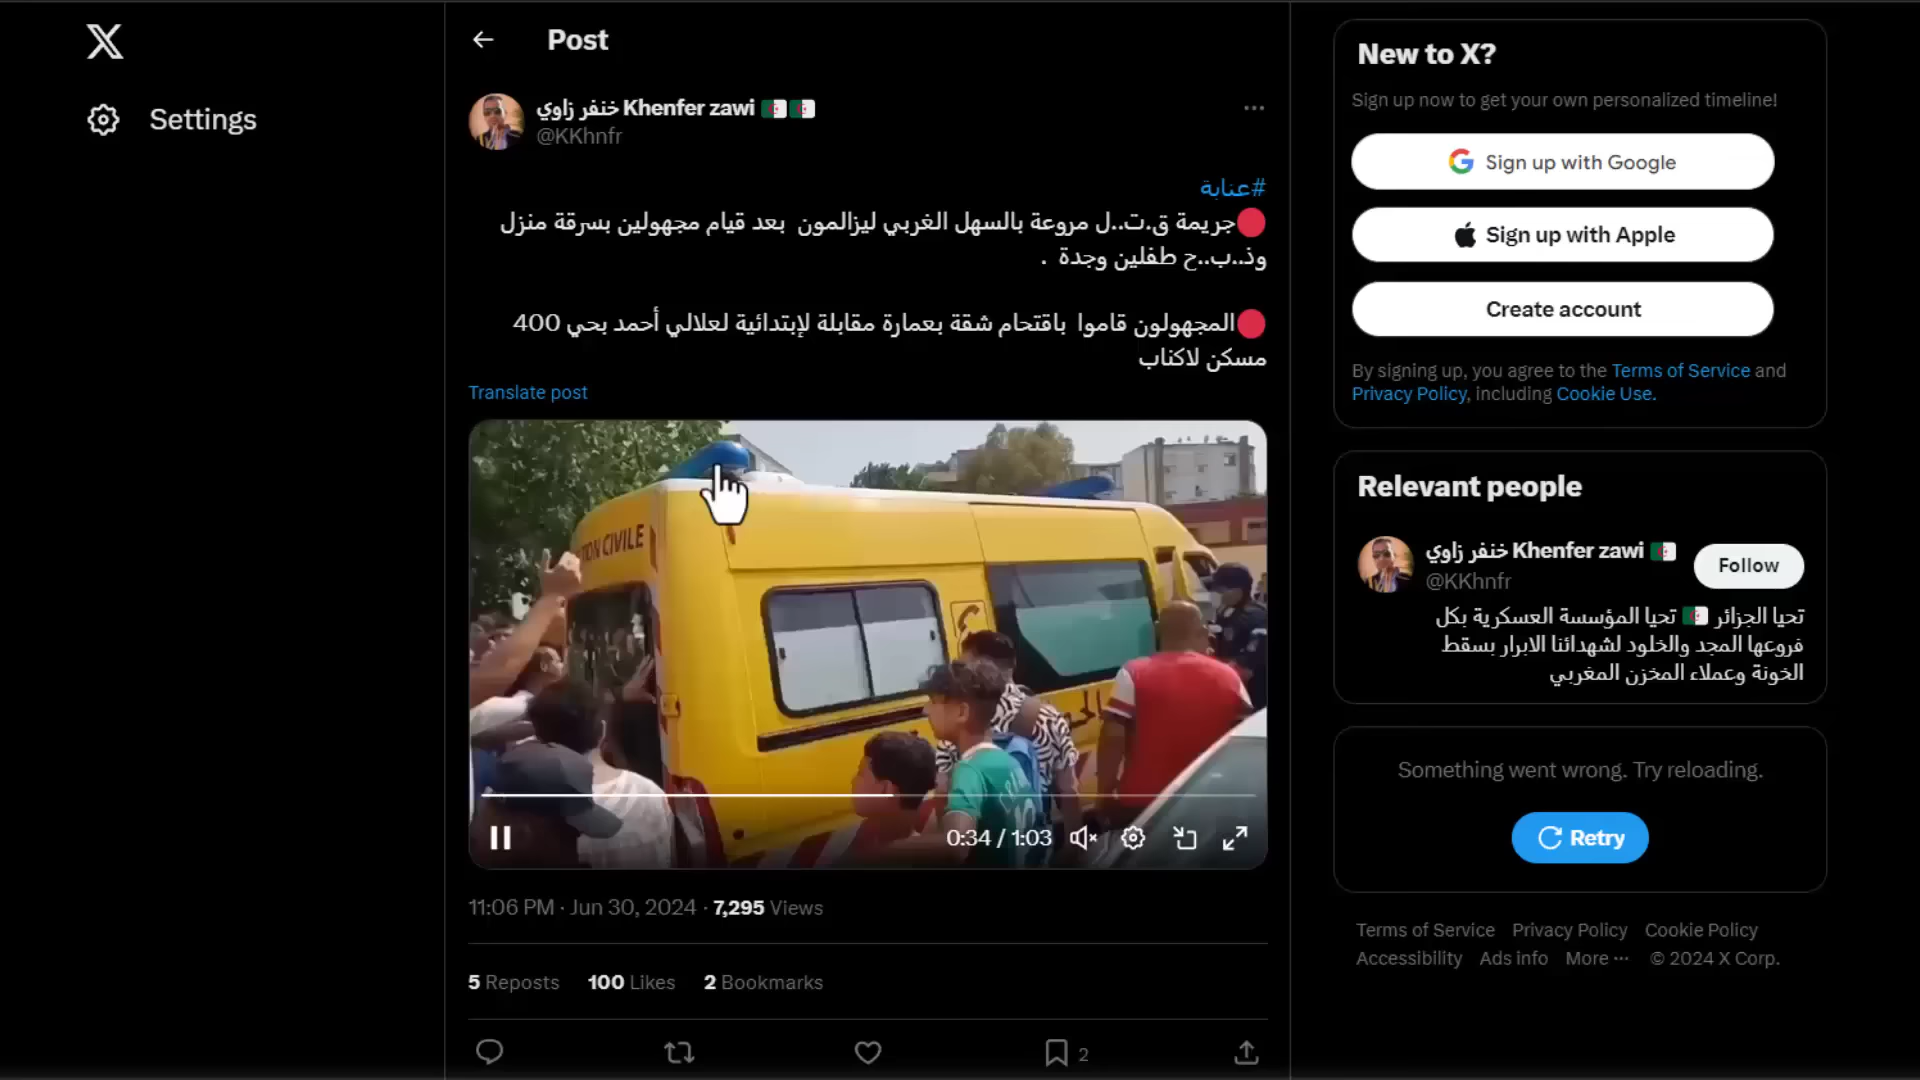 Post
Settings
خنفر زاوي Khenfer zawi
@KKhnfr
#عنابة
جريمة ق.ت..ل مروعة بالسهل الغربي ليزالمون بعد قيام مجهولين بسرقة منزل
وذ..ب..ح طفلين وجدة .
المجهولون قاموا باقتحام شقة بعمارة مقابلة لإبتدائية لعلالي أحمد بحي 400
مسكن لاكناب
Translate post
TION CIVILE
0:34 / 1:03
11:06 PM · Jun 30, 2024 · 7,295 Views
5 Reposts 100 Likes 2 Bookmarks
2
New to X?
Sign up now to get your own personalized timeline!
Sign up with Google
Sign up with Apple
Create account
By signing up, you agree to the Terms of Service and
Privacy Policy, including Cookie Use.
Relevant people
خنفر زاوي Khenfer zawi
@KKhnfr
Follow
تحيا الجزائر تحيا المؤسسة العسكرية بكل
فروعها المجد والخلود لشهدائنا الابرار بسقط
الخونة وعملاء المخزن المغربي
Something went wrong. Try reloading.
Retry
Terms of Service Privacy Policy Cookie Policy
Accessibility Ads info More ··· © 2024 X Corp.